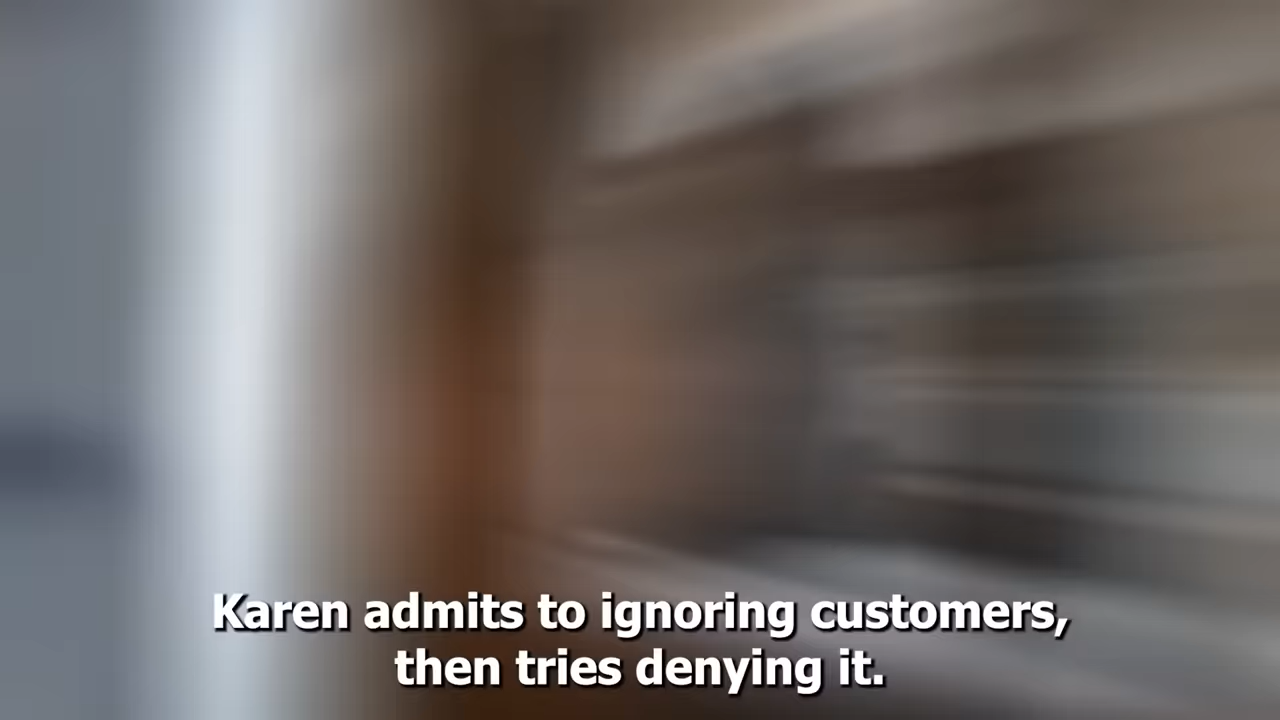 Karen admits to ignoring customers,
then tries denying it.